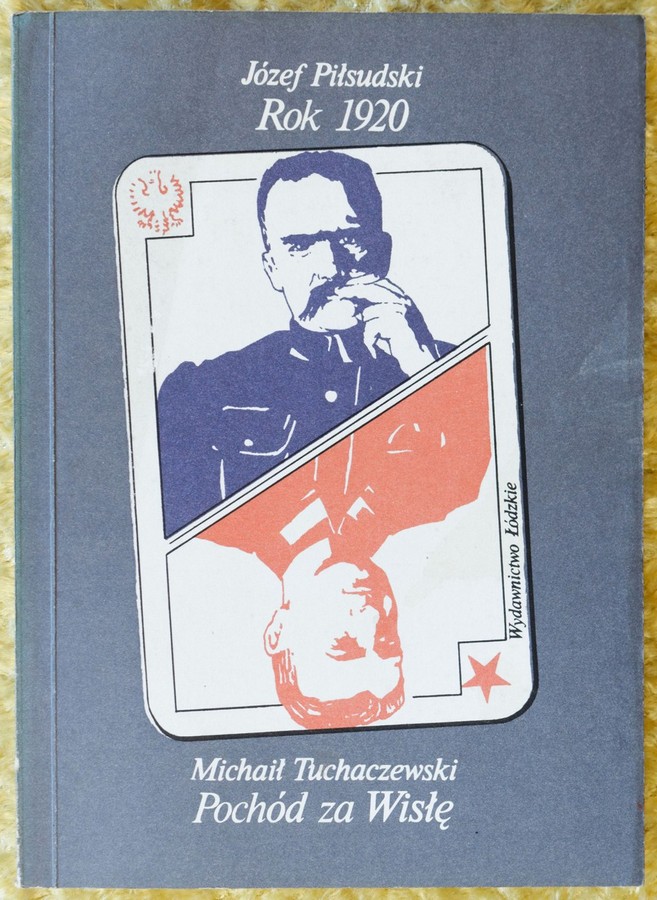 Józef Piłsudski
Rok 1920
Wydawnictwo Łódzkie
Michaił Tuchaczewski
Pochód za Wisłę